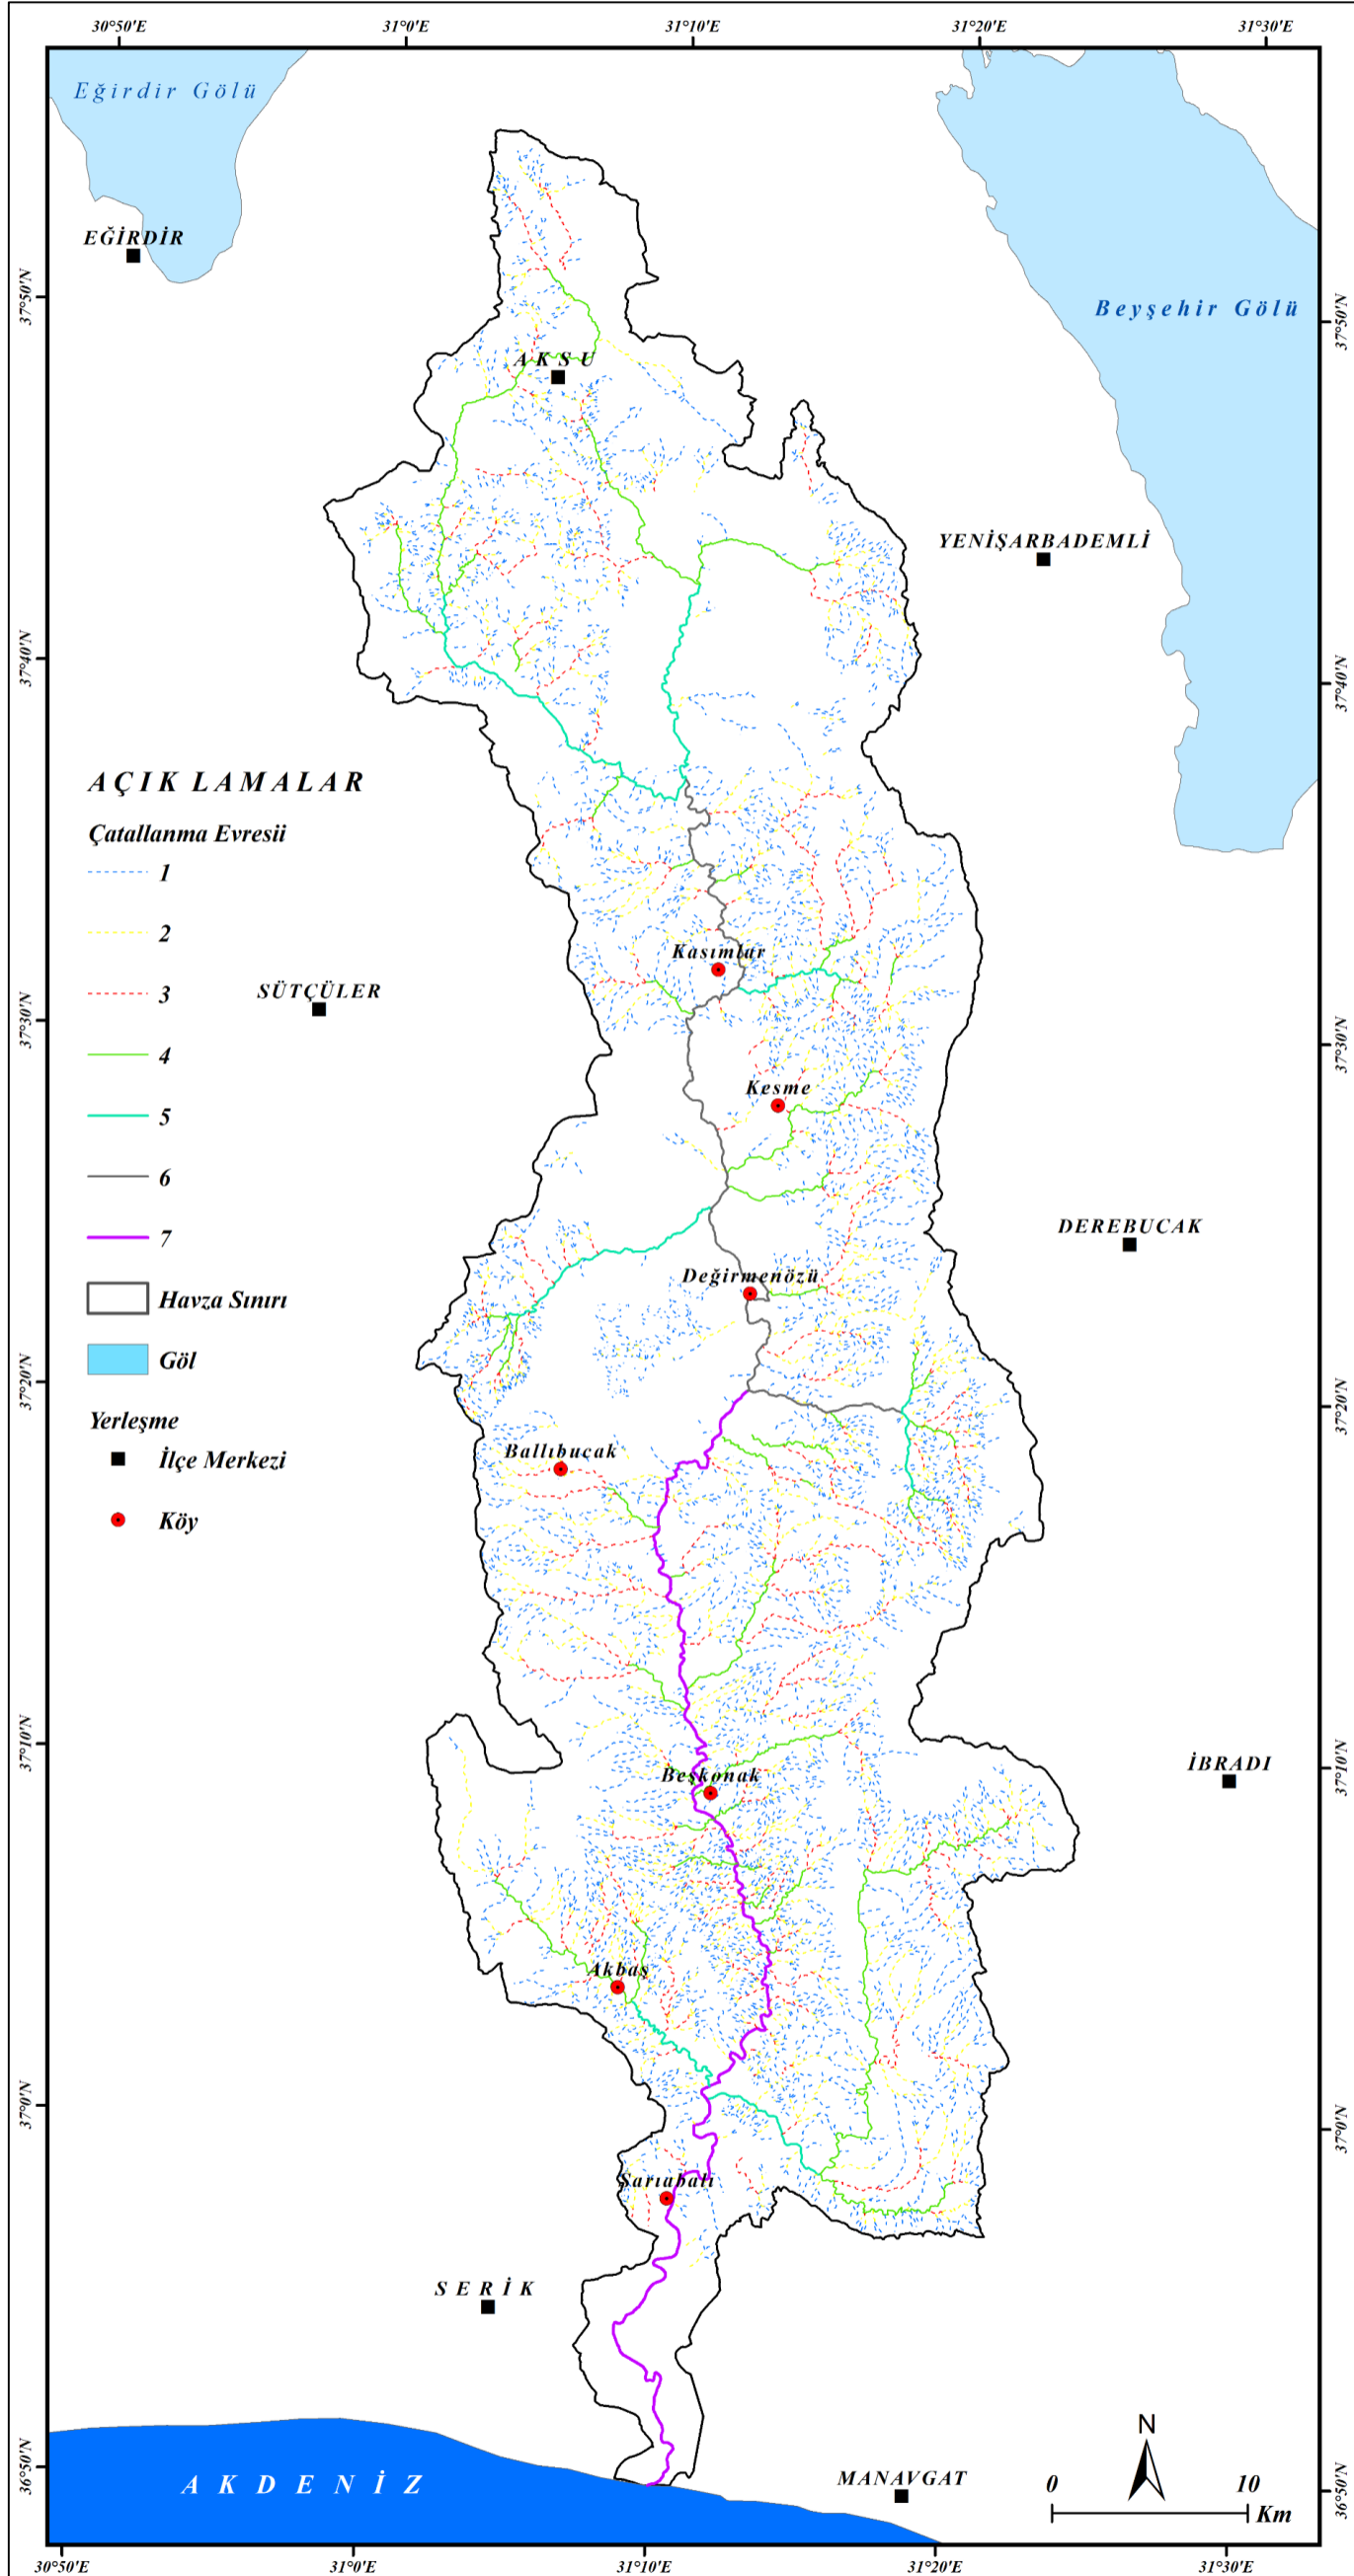 30°50'E 31°0'E 31°10'E 31°20'E 31°30'E
Eğirdir Gölü
EĞİRDİR
37°50'N
37°50'N
Beyşehir Gölü
AKSU
YENİŞARBADEMLİ
37°40'N
37°40'N
AÇIKLAMALAR
Çatallanma Evresii
1
2
3
4
5
6
7
Havza Sınırı
Göl
Yerleşme
İlçe Merkezi
Köy
Kasımlar
SÜTÇÜLER
37°30'N
37°30'N
Kesme
DEREBUCAK
Değirmenözü
37°20'N
37°20'N
Ballıbucak
37°10'N
37°10'N
İBRADI
Beşkonak
Akbaş
37°0'N
37°0'N
Sarıabalı
SERİK
AKDENİZ
MANAVGAT
N
0 10
Km
36°50'N
36°50'N
30°50'E 31°0'E 31°10'E 31°20'E 31°30'E